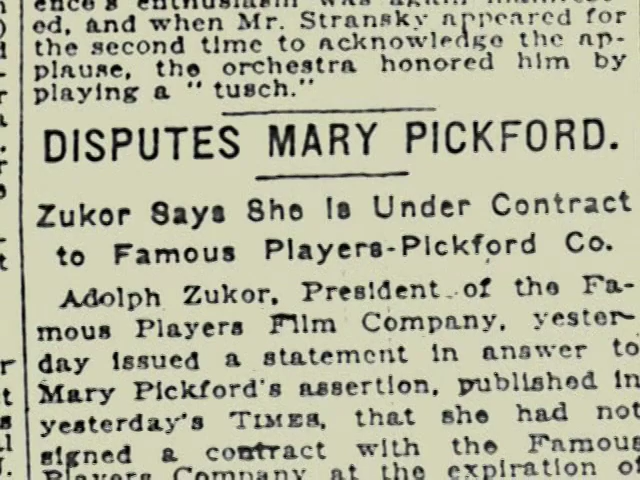 ence's enthusiasm was again manifest-
ed, and when Mr. Stransky appeared for
the second time to acknowledge the ap-
plause, the orchestra honored him by
playing a "tusch."
DISPUTES MARY PICKFORD.
Zukor Says She Is Under Contract
to Famous Players-Pickford Co.
Adolph Zukor, President of the Fa-
mous Players Film Company, yester-
day issued a statement in answer to
Mary Pickford's assertion, published in
yesterday's TIMES, that she had not
signed a contract with the Famous
Players Company at the expiration of